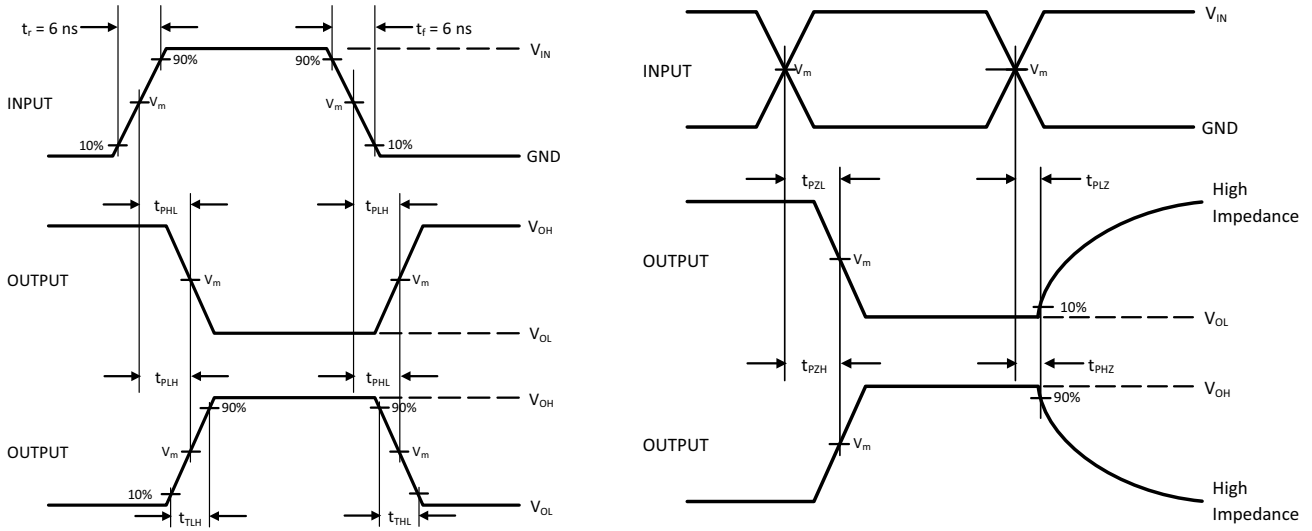 tr = 6 ns
tf = 6 ns
VIN
90%
90%
INPUT
Vm
Vm
10%
10%
GND
tPHL
tPLH
VOH
OUTPUT
Vm
Vm
VOL
tPLH
tPHL
VOH
90%
90%
OUTPUT
Vm
Vm
10%
VOL
tTLH
tTHL
VIN
INPUT
Vm
Vm
GND
tPZL
tPLZ
High
Impedance
OUTPUT
Vm
10%
VOL
tPZH
tPHZ
VOH
90%
OUTPUT
Vm
High
Impedance